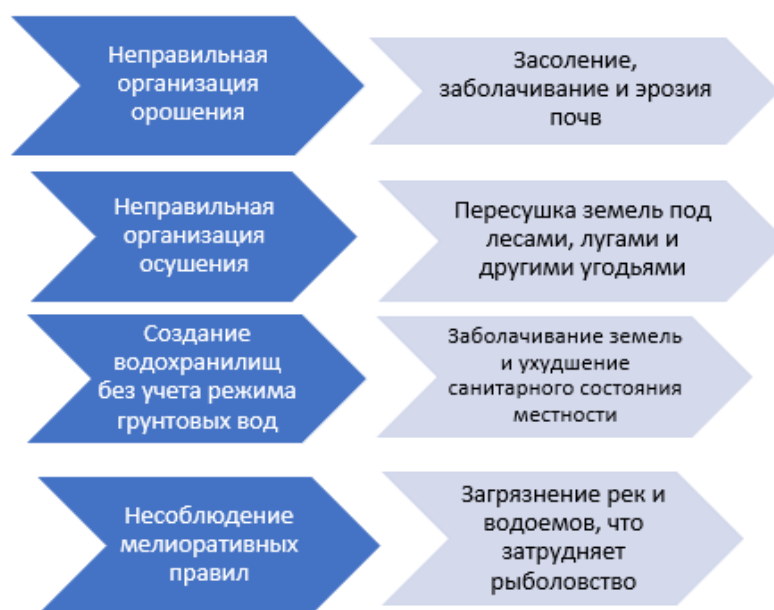 Неправильная
организация
орошения
Засоление,
заболачивание и эрозия
почв
Неправильная
организация
осушения
Пересушка земель под
лесами, лугами и
другими угодьями
Создание
водохранилищ
без учета режима
грунтовых вод
Заболачивание земель
и ухудшение
санитарного состояния
местности
Несоблюдение
мелиоративных
правил
Загрязнение рек и
водоемов, что
затрудняет
рыболовство